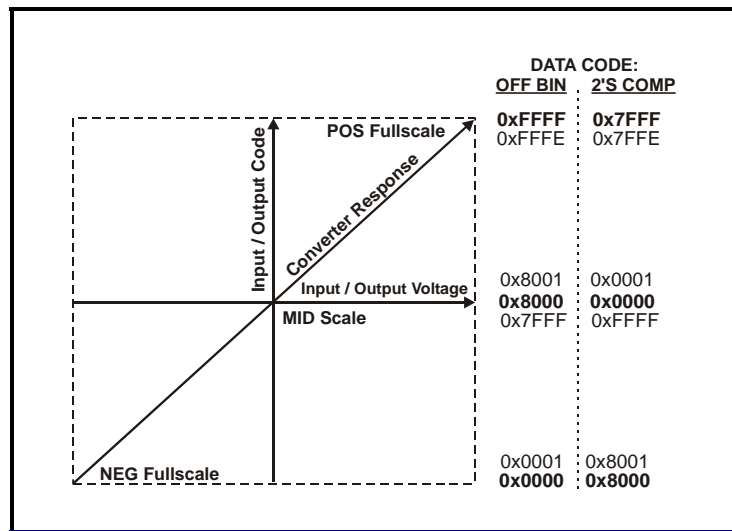 DATA CODE:
OFF BIN 2'S COMP
0xFFFF 0x7FFF
0xFFFE 0x7FFE
POS Fullscale
Input / Output Code
Converter Response
0x8001 0x0001
Input / Output Voltage
0x8000 0x0000
MID Scale
0x7FFF 0xFFFF
0x0001 0x8001
NEG Fullscale
0x0000 0x8000